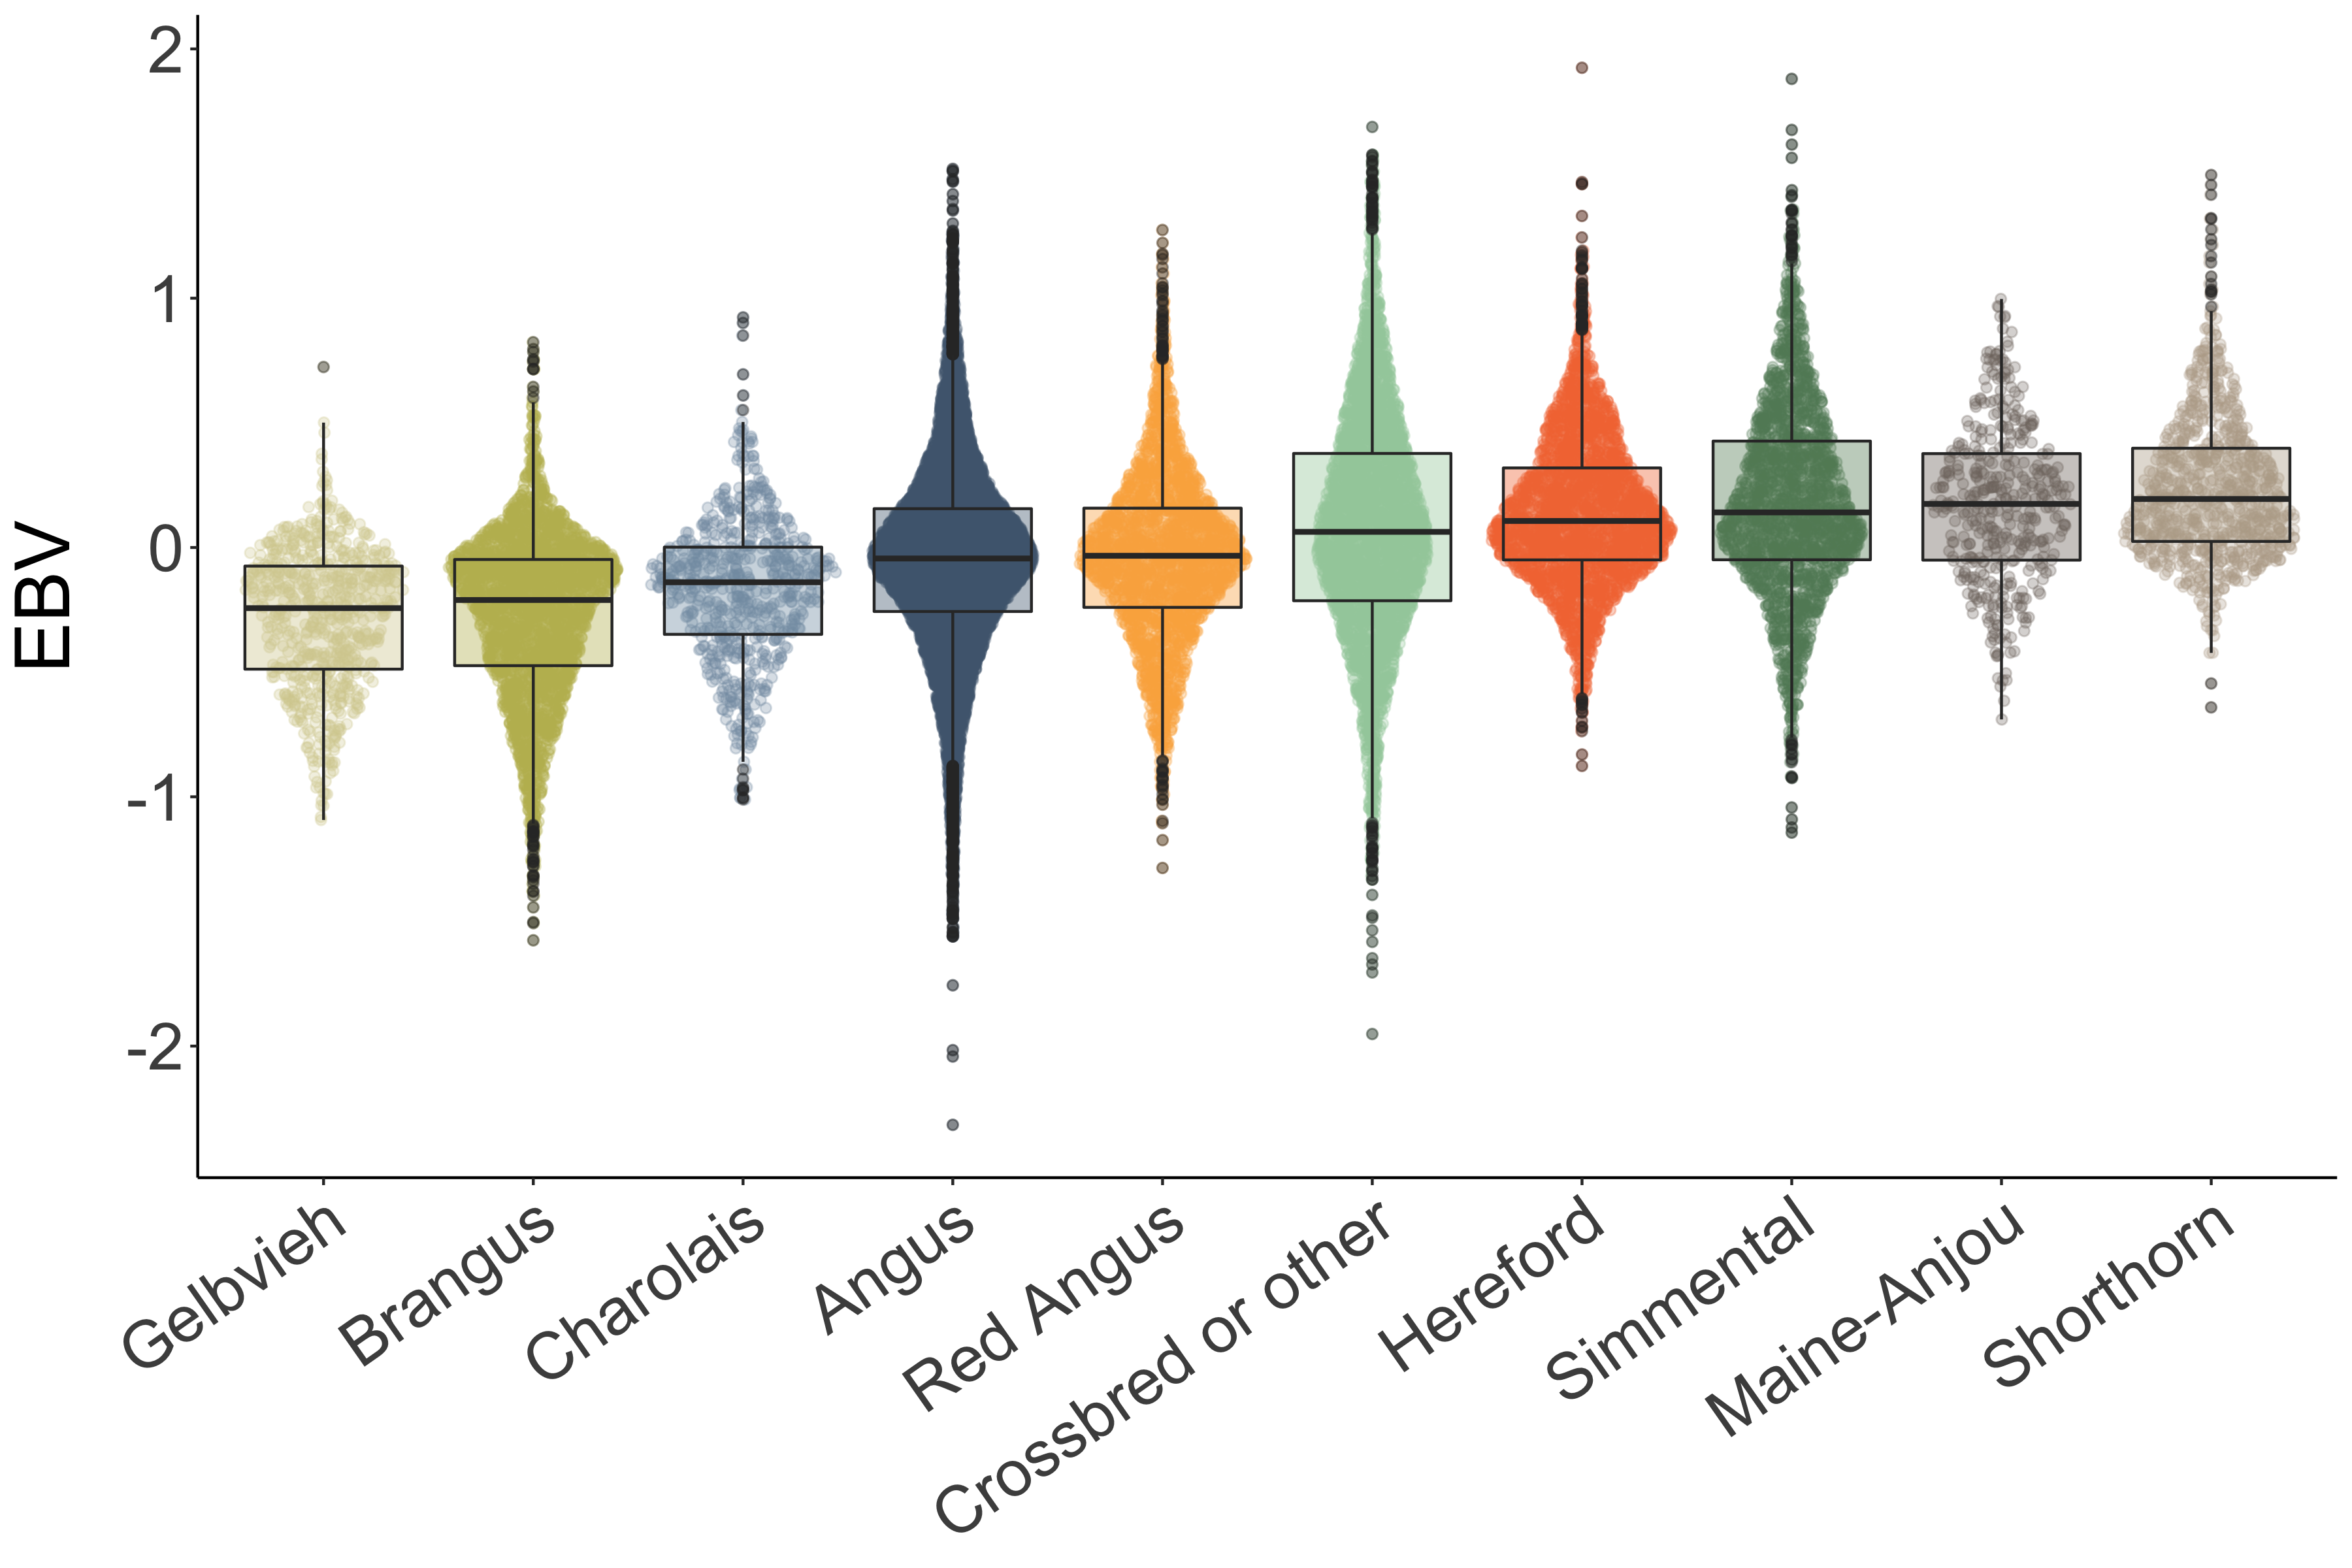 EBV
2
1
0
-1
-2
Gelbvieh
Brangus
Charolais
Angus
Red Angus
Crossbred or other
Hereford
Simmental
Maine-Anjou
Shorthorn